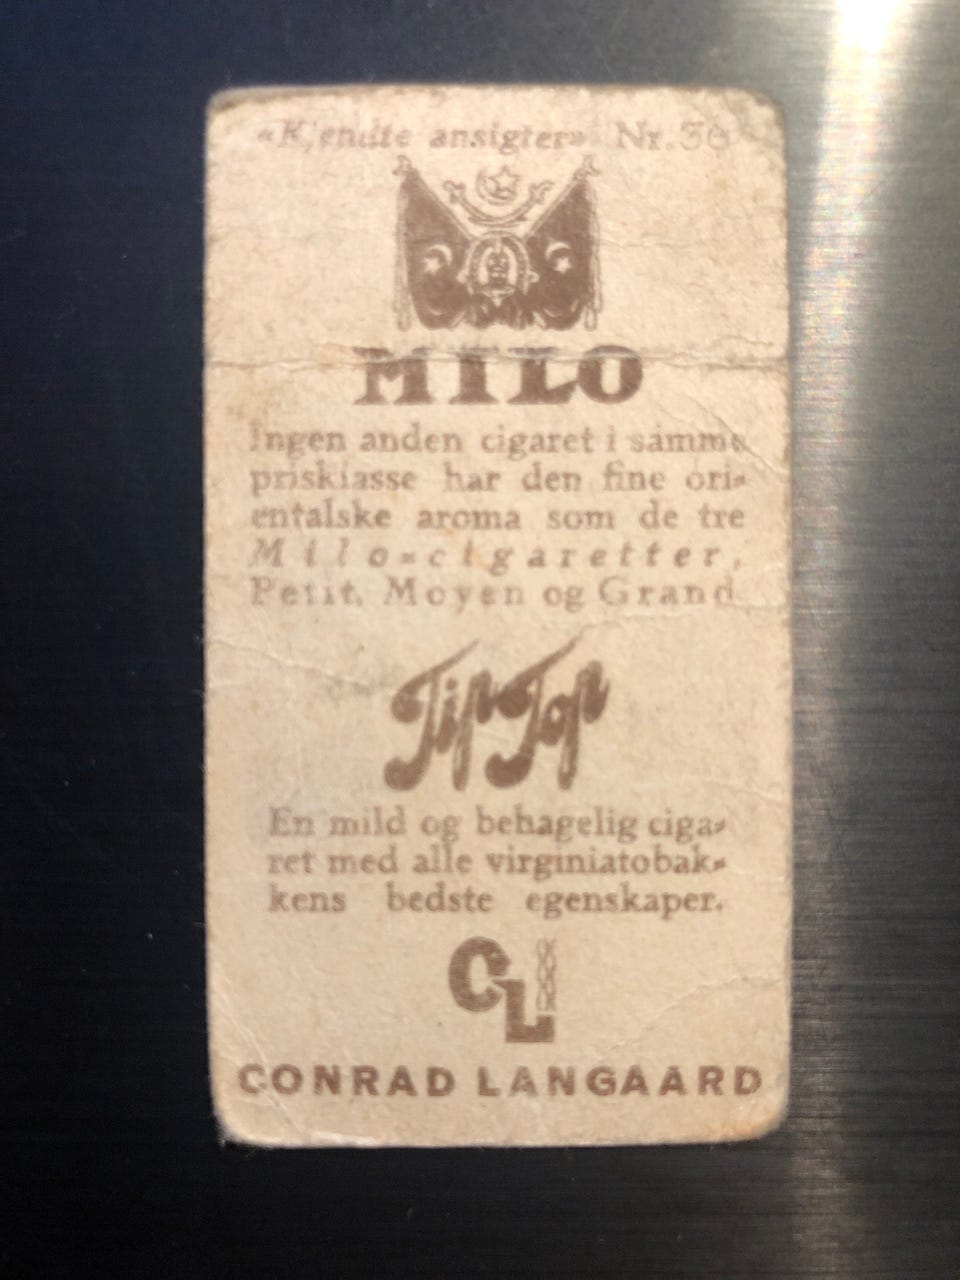 «Kjendte ansigter» Nr. 36
MILO
Ingen anden cigaret i samme
prisklasse har den fine ori-
entalske aroma som de tre
Milo-cigaretter,
Petit, Moyen og Grand
Tip Top
En mild og behagelig ciga-
ret med alle virginiatobak-
kens bedste egenskaper.
CL
CONRAD LANGAARD